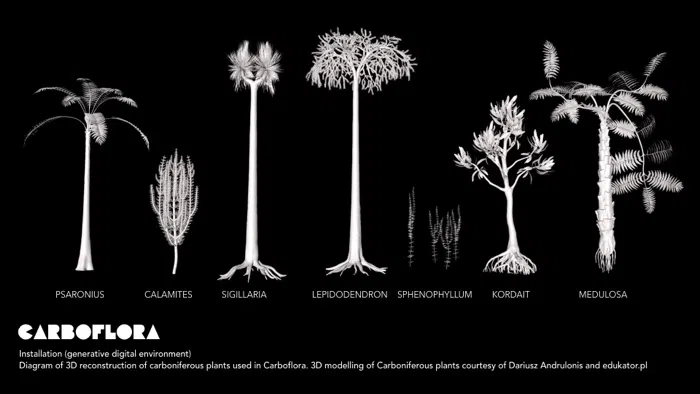 PSARONIUS CALAMITES SIGILLARIA LEPIDODENDRON SPHENOPHYLLUM KORDAIT MEDULOSA
CARBOFLORA
Installation (generative digital environment)
Diagram of 3D reconstruction of carboniferous plants used in Carboflora. 3D modelling of Carboniferous plants courtesy of Dariusz Andrulonis and edukator.pl